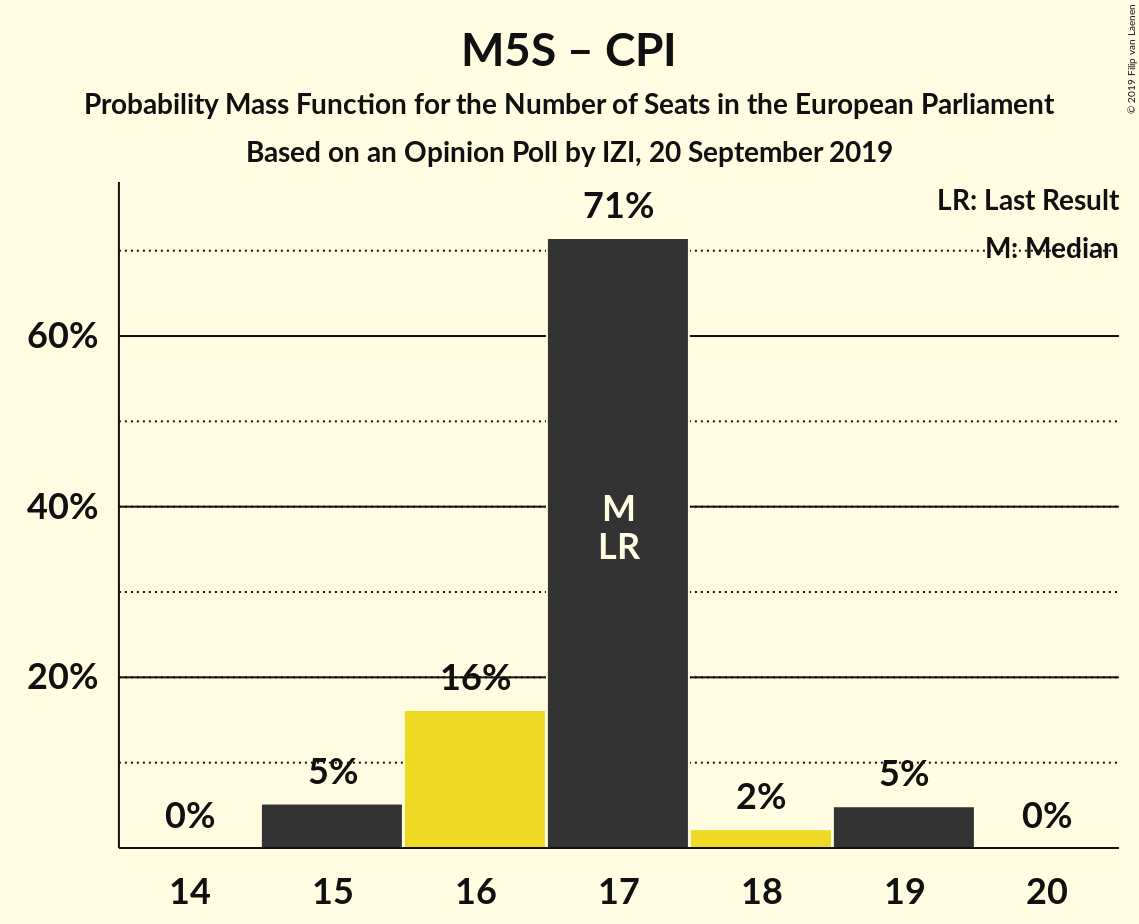 M5S – CPI
Probability Mass Function for the Number of Seats in the European Parliament
Based on an Opinion Poll by IZI, 20 September 2019
© 2019 Filip van Laenen
LR: Last Result
M: Median
71%
60%
40%
M
LR
20%
16%
5%
5%
2%
0%
0%
14 15 16 17 18 19 20